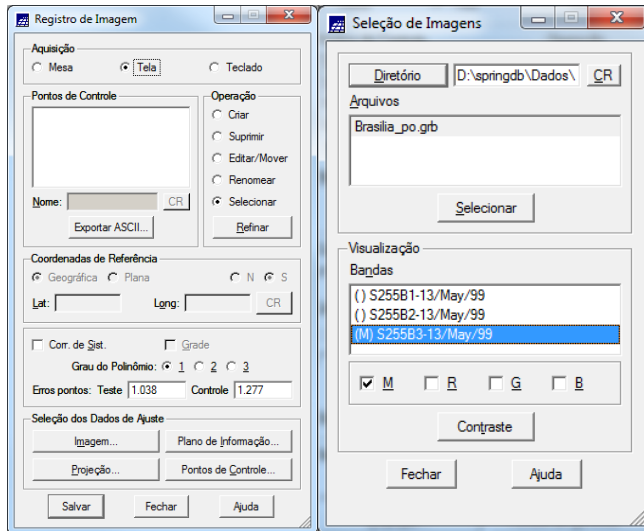 Registro de Imagem
Aquisição
Mesa Tela Teclado
Pontos de Controle
Operação
Criar
Suprimir
Editar/Mover
Renomear
Selecionar
Nome: CR
Exportar ASCII... Refinar
Coordenadas de Referência
Geográfica Plana N S
Lat: Long: CR
Corr. de Sist. Grade
Grau do Polinômio: 1 2 3
Erros pontos: Teste 1.038 Controle 1.277
Seleção dos Dados de Ajuste
Imagem... Plano de Informação...
Projeção... Pontos de Controle...
Salvar Fechar Ajuda
Seleção de Imagens
Diretório D:\springdb\Dados\ CR
Arquivos
Brasilia_po.grb
Selecionar
Visualização
Bandas
() S255B1-13/May/99
() S255B2-13/May/99
(M) S255B3-13/May/99
M R G B
Contraste
Fechar Ajuda